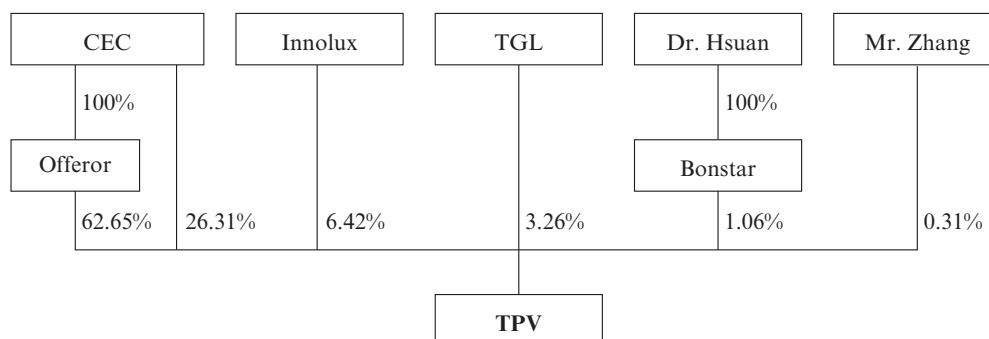 CEC Innolux TGL Dr. Hsuan Mr. Zhang
100% 100%
Offeror Bonstar
62.65% 26.31% 6.42% 3.26% 1.06% 0.31%
TPV